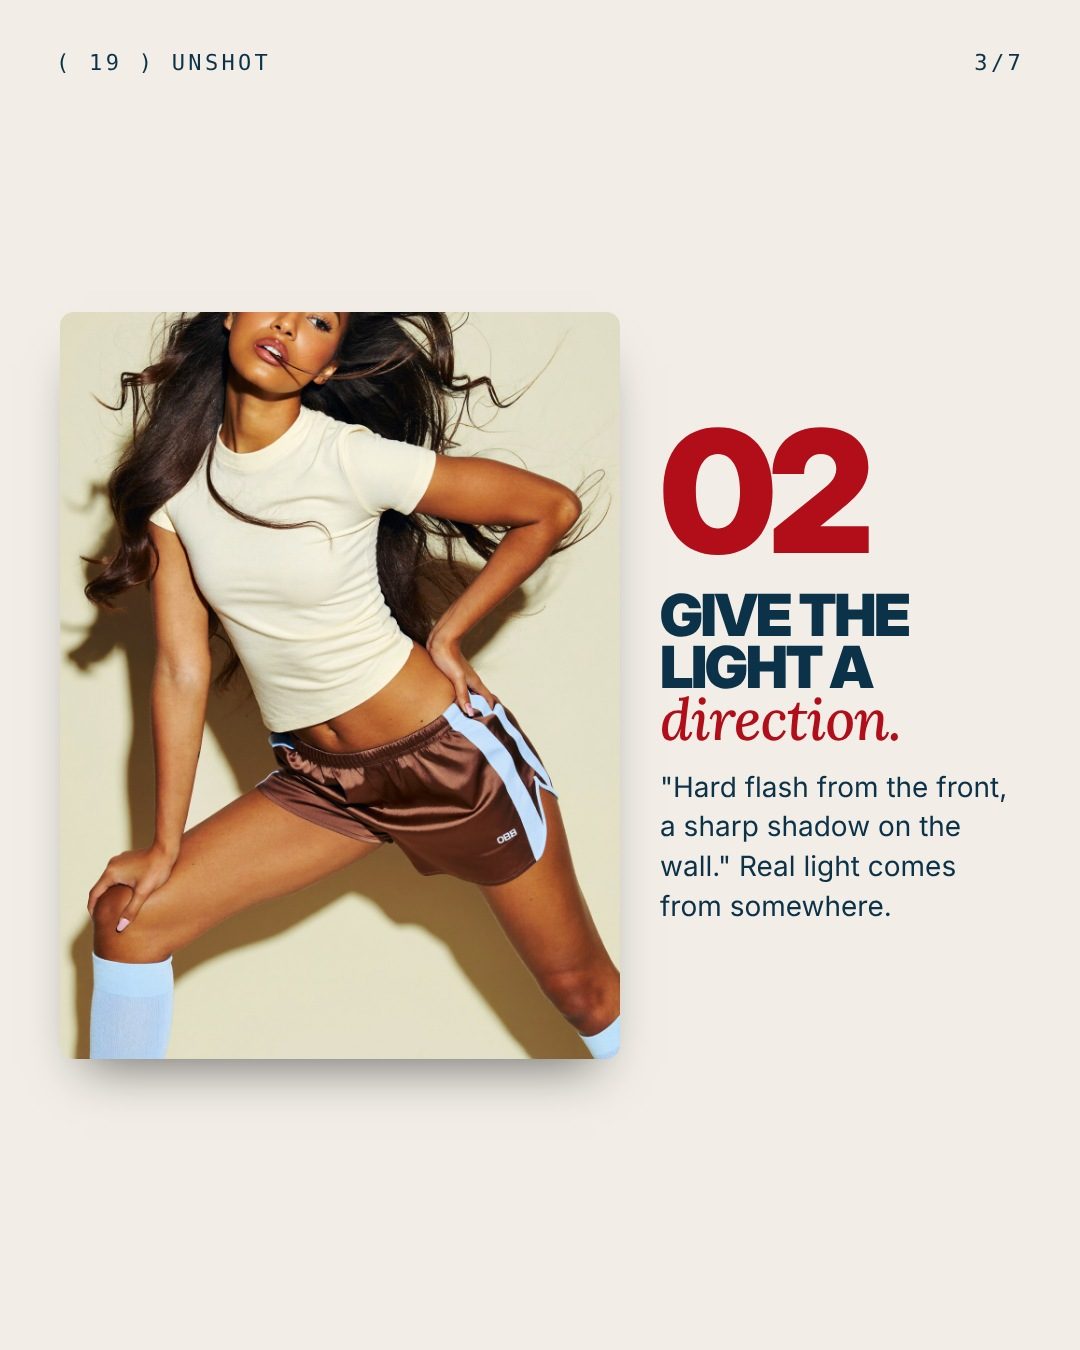 ( 19 ) UNSHOT
3/7
02
GIVE THE
LIGHT A
direction.
"Hard flash from the front,
a sharp shadow on the
wall." Real light comes
from somewhere.